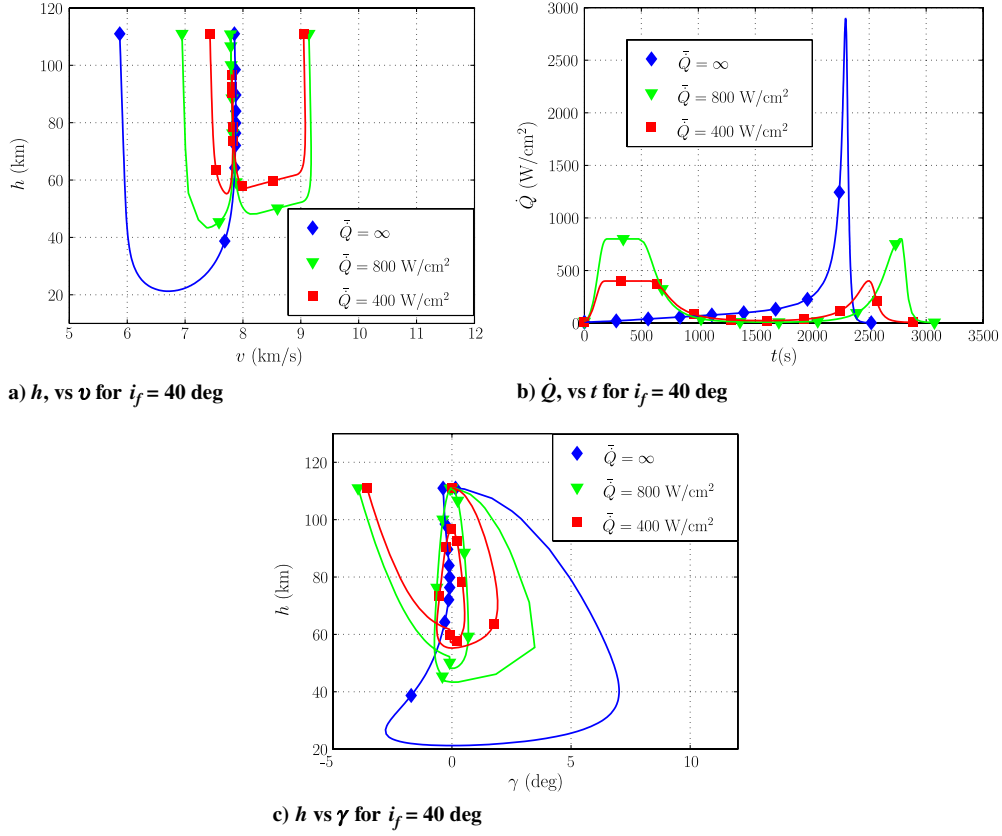 120
100
80
60
40
20
h (km)
5
6
7
8
9
10
11
12
v (km/s)
Q̇̄ = ∞
Q̇̄ = 800 W/cm²
Q̇̄ = 400 W/cm²
a) h, vs υ for i_f = 40 deg
3000
2500
2000
1500
1000
500
0
Q̇ (W/cm²)
0
500
1000
1500
2000
2500
3000
3500
t(s)
Q̇̄ = ∞
Q̇̄ = 800 W/cm²
Q̇̄ = 400 W/cm²
b) Q̇, vs t for i_f = 40 deg
120
100
80
60
40
20
h (km)
-5
0
5
10
γ (deg)
Q̇̄ = ∞
Q̇̄ = 800 W/cm²
Q̇̄ = 400 W/cm²
c) h vs γ for i_f = 40 deg